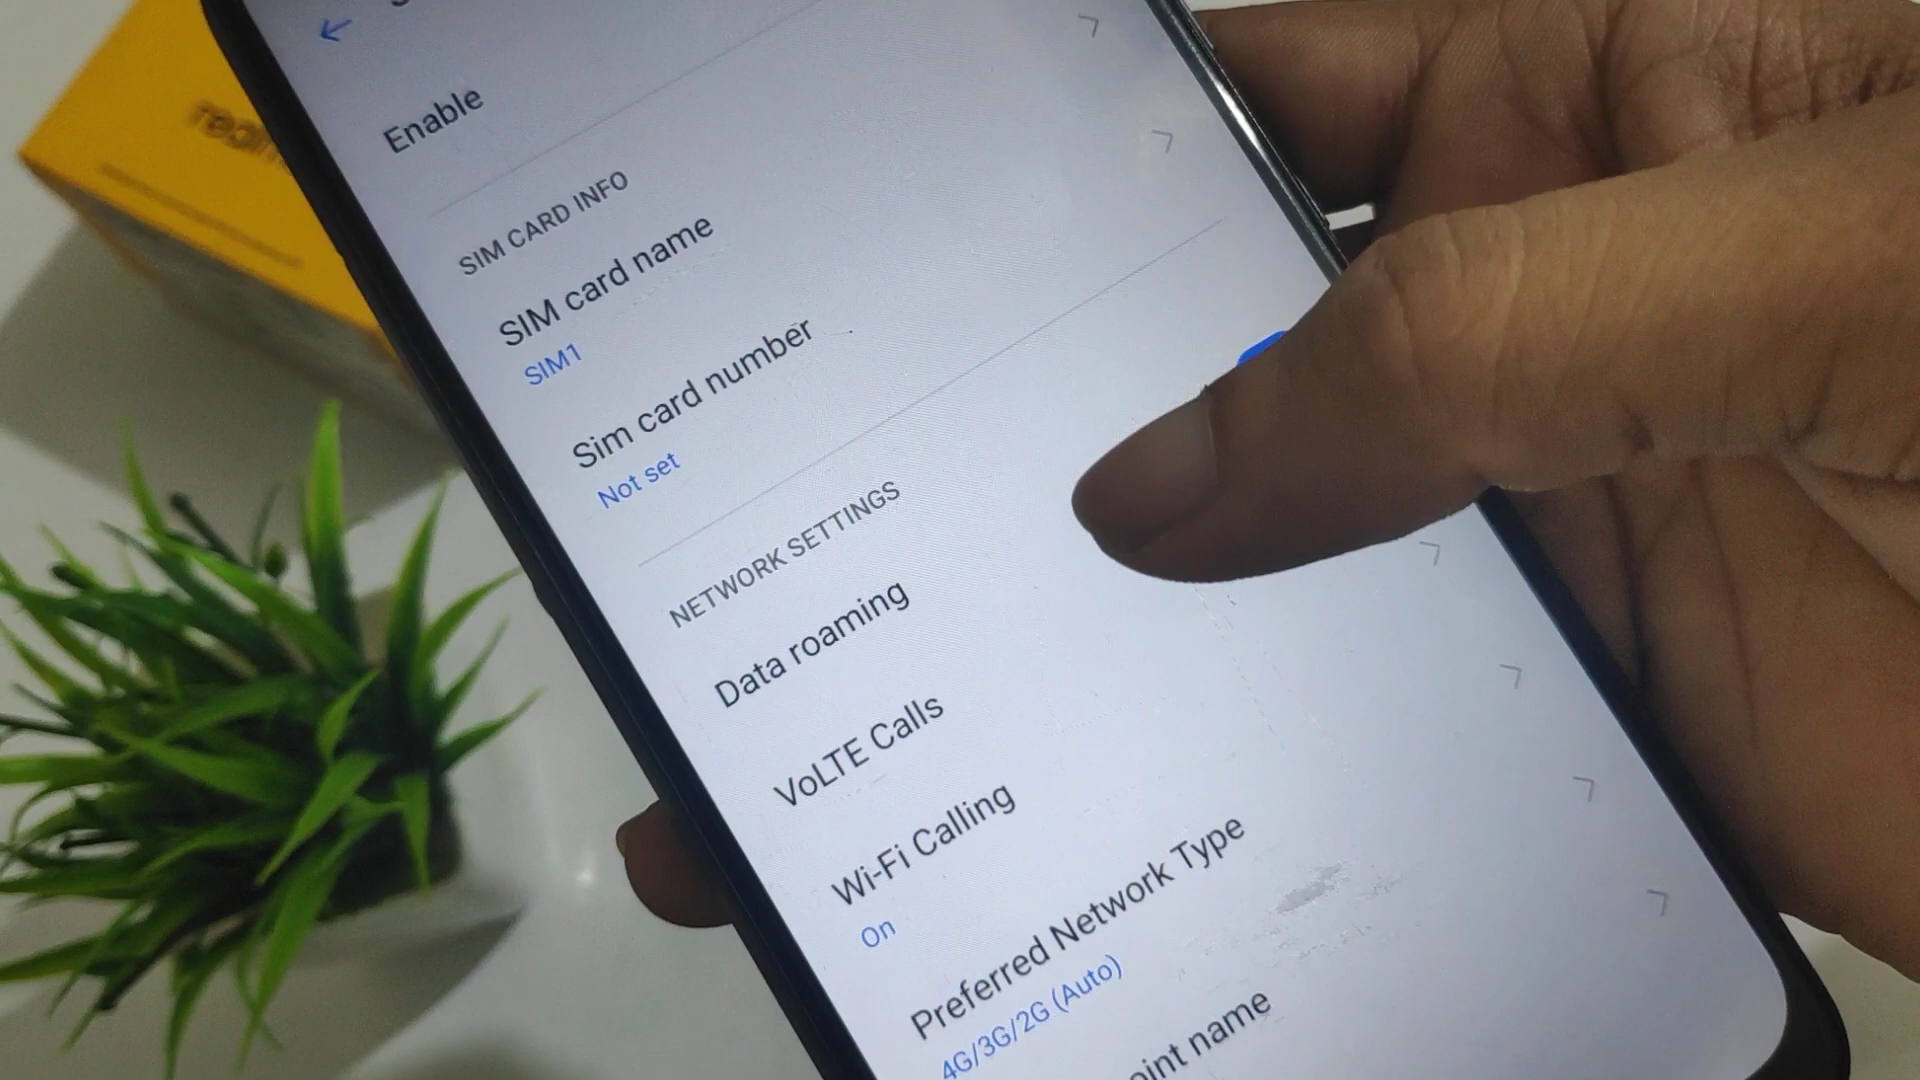 Enable
SIM CARD INFO
SIM card name
SIM1
Sim card number
Not set
NETWORK SETTINGS
Data roaming
VoLTE Calls
Wi-Fi Calling
On
Preferred Network Type
4G/3G/2G (Auto)
name